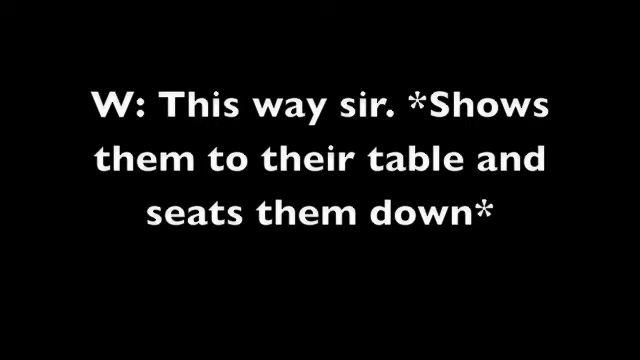 W: This way sir. *Shows
them to their table and
seats them down*